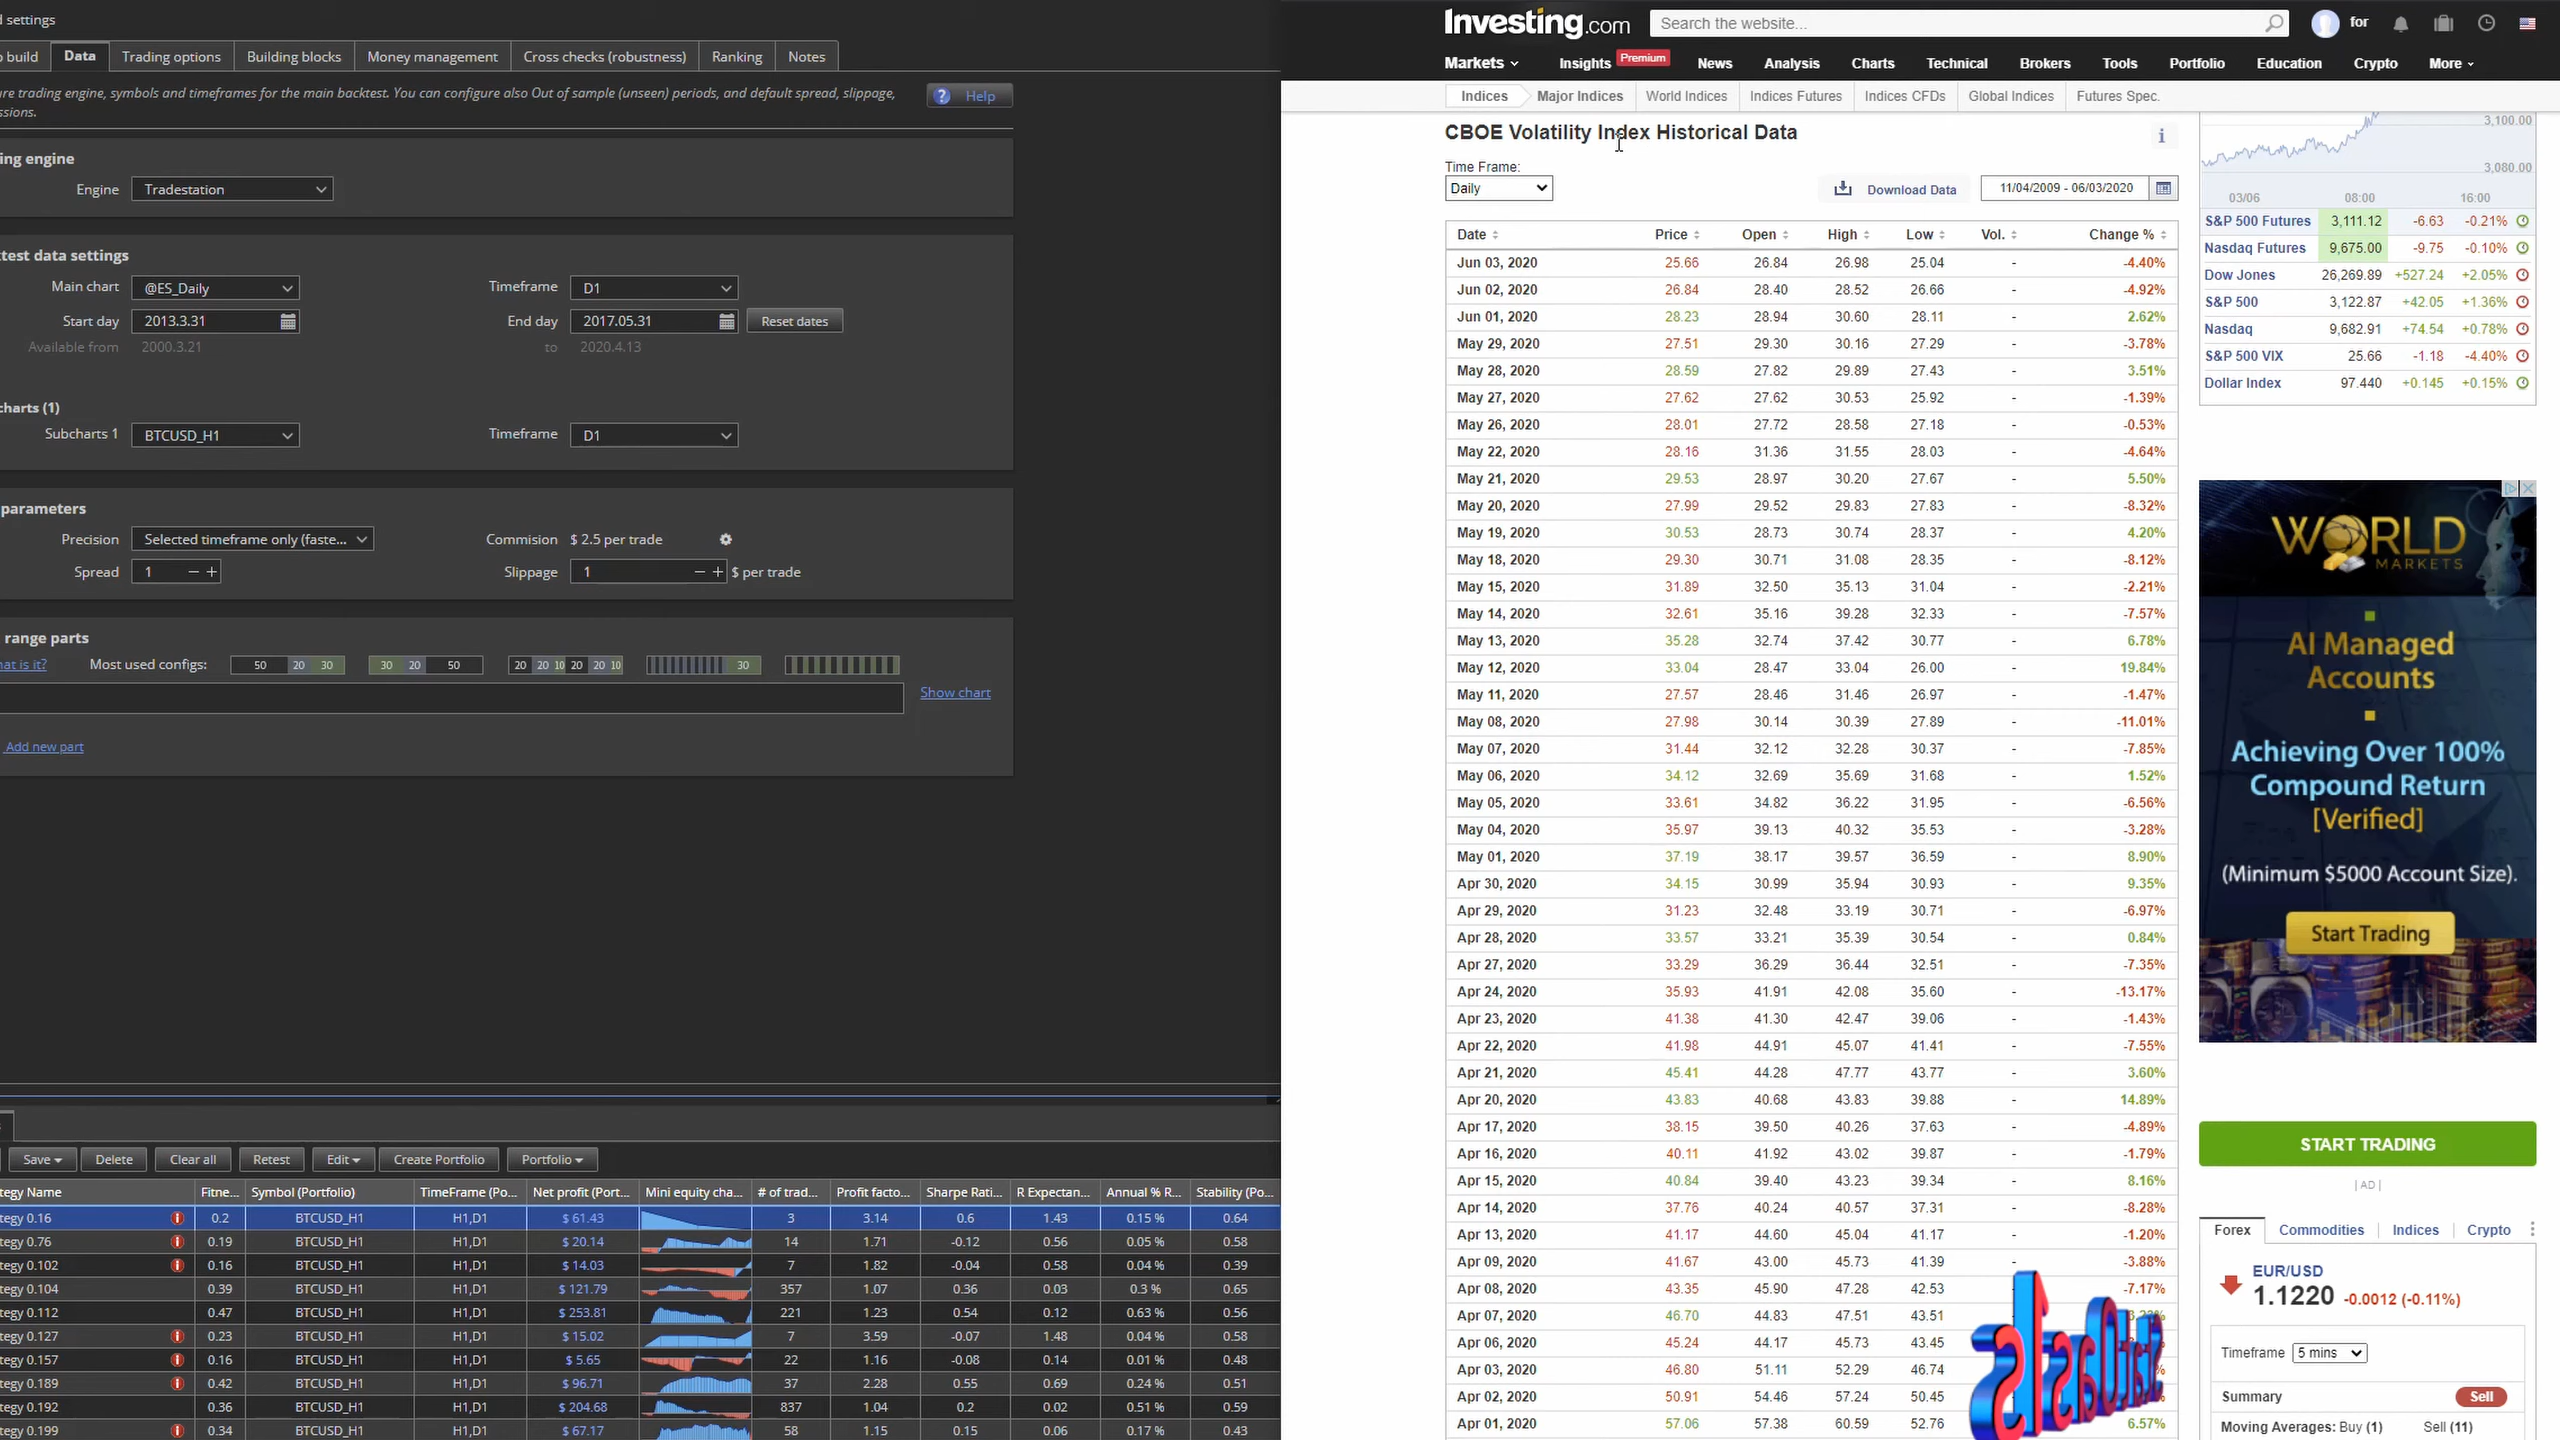 d settings
o build Data Trading options Building blocks Money management Cross checks (robustness) Ranking Notes
ure trading engine, symbols and timeframes for the main backtest. You can configure also Out of sample (unseen) periods, and default spread, slippage,
ssions.
? Help
ing engine
Engine Tradestation
ktest data settings
Main chart @ES_Daily Timeframe D1
Start day 2013.3.31 End day 2017.05.31 Reset dates
Available from 2000.3.21 to 2020.4.13
charts (1)
Subcharts 1 BTCUSD_H1 Timeframe D1
parameters
Precision Selected timeframe only (faste... Commision $ 2.5 per trade
Spread 1 − + Slippage 1 − + $ per trade
range parts
hat is it? Most used configs: 50 20 30 30 20 50 20 20 10 20 20 10 30
Show chart
Add new part
Save Delete Clear all Retest Edit Create Portfolio Portfolio
tegy Name Fitne... Symbol (Portfolio) TimeFrame (Po... Net profit (Port... Mini equity cha... # of trad... Profit facto... Sharpe Rati... R Expectan... Annual % R... Stability (Po...
tegy 0.16 0.2 BTCUSD_H1 H1,D1 $ 61.43 3 3.14 0.6 1.43 0.15 % 0.64
tegy 0.76 0.19 BTCUSD_H1 H1,D1 $ 20.14 14 1.71 -0.12 0.56 0.05 % 0.58
tegy 0.102 0.16 BTCUSD_H1 H1,D1 $ 14.03 7 1.82 -0.04 0.58 0.04 % 0.39
tegy 0.104 0.39 BTCUSD_H1 H1,D1 $ 121.79 357 1.07 0.36 0.03 0.3 % 0.65
tegy 0.112 0.47 BTCUSD_H1 H1,D1 $ 253.81 221 1.23 0.54 0.12 0.63 % 0.56
tegy 0.127 0.23 BTCUSD_H1 H1,D1 $ 15.02 7 3.59 -0.07 1.48 0.04 % 0.58
tegy 0.157 0.16 BTCUSD_H1 H1,D1 $ 5.65 22 1.16 -0.08 0.14 0.01 % 0.48
tegy 0.189 0.42 BTCUSD_H1 H1,D1 $ 96.71 37 2.28 0.55 0.69 0.24 % 0.51
tegy 0.192 0.36 BTCUSD_H1 H1,D1 $ 204.68 837 1.04 0.2 0.02 0.51 % 0.59
tegy 0.199 0.34 BTCUSD_H1 H1,D1 $ 67.17 58 1.15 0.15 0.06 0.17 % 0.43
Investing.com Search the website... for
Markets Insights Premium News Analysis Charts Technical Brokers Tools Portfolio Education Crypto More
Indices Major Indices World Indices Indices Futures Indices CFDs Global Indices Futures Spec.
CBOE Volatility Index Historical Data
Time Frame:
Daily Download Data 11/04/2009 - 06/03/2020
Date Price Open High Low Vol. Change %
Jun 03, 2020 25.66 26.84 26.98 25.04 - -4.40%
Jun 02, 2020 26.84 28.40 28.52 26.66 - -4.92%
Jun 01, 2020 28.23 28.94 30.60 28.11 - 2.62%
May 29, 2020 27.51 29.30 30.16 27.29 - -3.78%
May 28, 2020 28.59 27.82 29.89 27.43 - 3.51%
May 27, 2020 27.62 27.62 30.53 25.92 - -1.39%
May 26, 2020 28.01 27.72 28.58 27.18 - -0.53%
May 22, 2020 28.16 31.36 31.55 28.03 - -4.64%
May 21, 2020 29.53 28.97 30.20 27.67 - 5.50%
May 20, 2020 27.99 29.52 29.83 27.83 - -8.32%
May 19, 2020 30.53 28.73 30.74 28.37 - 4.20%
May 18, 2020 29.30 30.71 31.08 28.35 - -8.12%
May 15, 2020 31.89 32.50 35.13 31.04 - -2.21%
May 14, 2020 32.61 35.16 39.28 32.33 - -7.57%
May 13, 2020 35.28 32.74 37.42 30.77 - 6.78%
May 12, 2020 33.04 28.47 33.04 26.00 - 19.84%
May 11, 2020 27.57 28.46 31.46 26.97 - -1.47%
May 08, 2020 27.98 30.14 30.39 27.89 - -11.01%
May 07, 2020 31.44 32.12 32.28 30.37 - -7.85%
May 06, 2020 34.12 32.69 35.69 31.68 - 1.52%
May 05, 2020 33.61 34.82 36.22 31.95 - -6.56%
May 04, 2020 35.97 39.13 40.32 35.53 - -3.28%
May 01, 2020 37.19 38.17 39.57 36.59 - 8.90%
Apr 30, 2020 34.15 30.99 35.94 30.93 - 9.35%
Apr 29, 2020 31.23 32.48 33.19 30.71 - -6.97%
Apr 28, 2020 33.57 33.21 35.39 30.54 - 0.84%
Apr 27, 2020 33.29 36.29 36.44 32.51 - -7.35%
Apr 24, 2020 35.93 41.91 42.08 35.60 - -13.17%
Apr 23, 2020 41.38 41.30 42.47 39.06 - -1.43%
Apr 22, 2020 41.98 44.91 45.07 41.41 - -7.55%
Apr 21, 2020 45.41 44.28 47.77 43.77 - 3.60%
Apr 20, 2020 43.83 40.68 43.83 39.88 - 14.89%
Apr 17, 2020 38.15 39.50 40.26 37.63 - -4.89%
Apr 16, 2020 40.11 41.92 43.02 39.87 - -1.79%
Apr 15, 2020 40.84 39.40 43.23 39.34 - 8.16%
Apr 14, 2020 37.76 40.24 40.57 37.31 - -8.28%
Apr 13, 2020 41.17 44.60 45.04 41.17 - -1.20%
Apr 09, 2020 41.67 43.00 45.73 41.39 - -3.88%
Apr 08, 2020 43.35 45.90 47.28 42.53 -7.17%
Apr 07, 2020 46.70 44.83 47.51 43.51
Apr 06, 2020 45.24 44.17 45.73 43.45
Apr 03, 2020 46.80 51.11 52.29 46.74
Apr 02, 2020 50.91 54.46 57.24 50.45
Apr 01, 2020 57.06 57.38 60.59 52.76 6.57%
3,100.00
3,080.00
03/06 08:00 16:00
S&P 500 Futures 3,111.12 -6.63 -0.21%
Nasdaq Futures 9,675.00 -9.75 -0.10%
Dow Jones 26,269.89 +527.24 +2.05%
S&P 500 3,122.87 +42.05 +1.36%
Nasdaq 9,682.91 +74.54 +0.78%
S&P 500 VIX 25.66 -1.18 -4.40%
Dollar Index 97.440 +0.145 +0.15%
WORLD
MARKETS
AI Managed
Accounts
Achieving Over 100%
Compound Return
[Verified]
(Minimum $5000 Account Size).
Start Trading
START TRADING
| AD |
Forex Commodities Indices Crypto
EUR/USD
1.1220 -0.0012 (-0.11%)
Timeframe 5 mins
Summary Sell
Moving Averages: Buy (1) Sell (11)